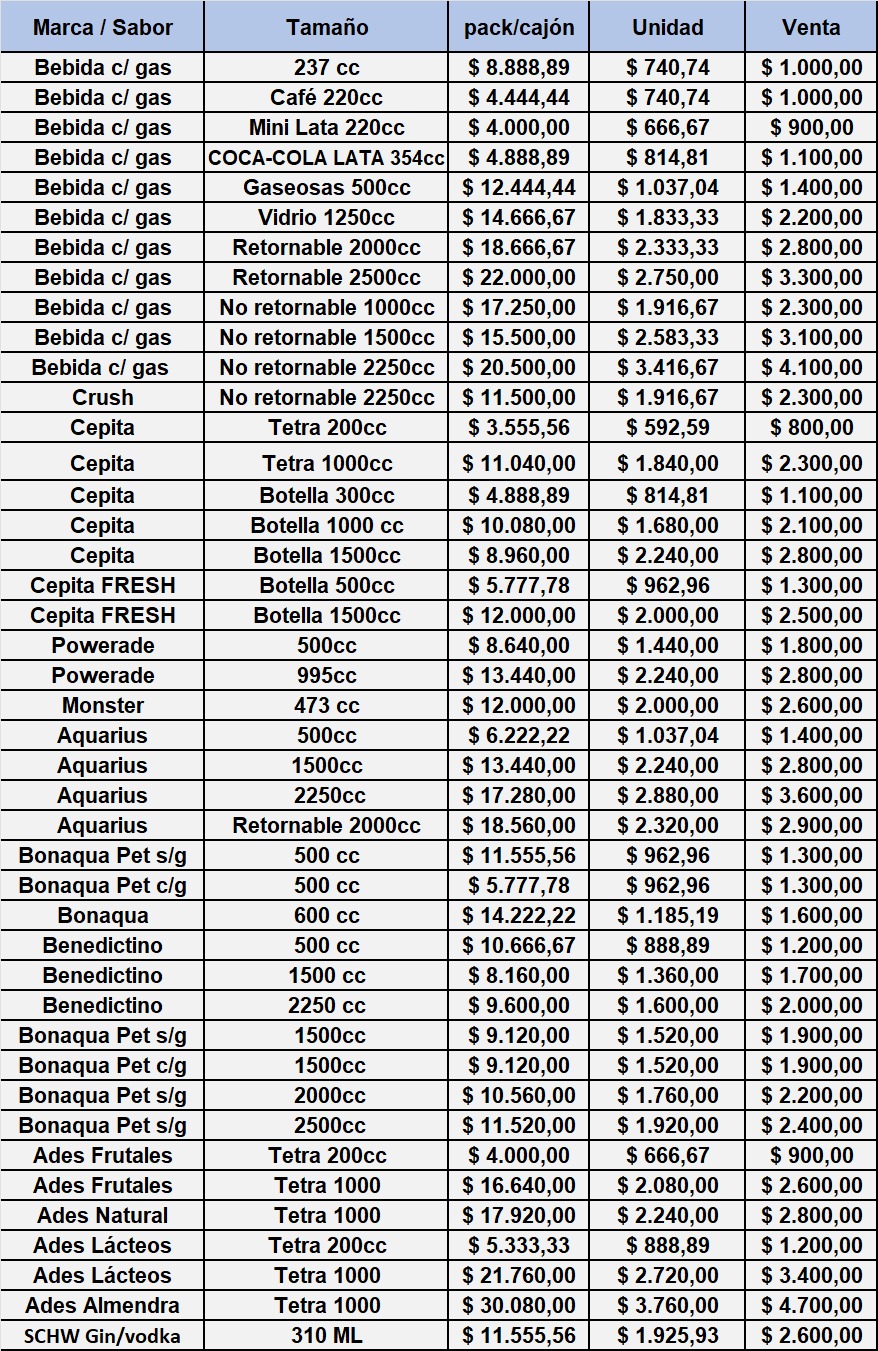 Marca / Sabor Tamaño pack/cajón Unidad Venta
Bebida c/ gas 237 cc $ 8.888,89 $ 740,74 $ 1.000,00
Bebida c/ gas Café 220cc $ 4.444,44 $ 740,74 $ 1.000,00
Bebida c/ gas Mini Lata 220cc $ 4.000,00 $ 666,67 $ 900,00
Bebida c/ gas COCA-COLA LATA 354cc $ 4.888,89 $ 814,81 $ 1.100,00
Bebida c/ gas Gaseosas 500cc $ 12.444,44 $ 1.037,04 $ 1.400,00
Bebida c/ gas Vidrio 1250cc $ 14.666,67 $ 1.833,33 $ 2.200,00
Bebida c/ gas Retornable 2000cc $ 18.666,67 $ 2.333,33 $ 2.800,00
Bebida c/ gas Retornable 2500cc $ 22.000,00 $ 2.750,00 $ 3.300,00
Bebida c/ gas No retornable 1000cc $ 17.250,00 $ 1.916,67 $ 2.300,00
Bebida c/ gas No retornable 1500cc $ 15.500,00 $ 2.583,33 $ 3.100,00
Bebida c/ gas No retornable 2250cc $ 20.500,00 $ 3.416,67 $ 4.100,00
Crush No retornable 2250cc $ 11.500,00 $ 1.916,67 $ 2.300,00
Cepita Tetra 200cc $ 3.555,56 $ 592,59 $ 800,00
Cepita Tetra 1000cc $ 11.040,00 $ 1.840,00 $ 2.300,00
Cepita Botella 300cc $ 4.888,89 $ 814,81 $ 1.100,00
Cepita Botella 1000 cc $ 10.080,00 $ 1.680,00 $ 2.100,00
Cepita Botella 1500cc $ 8.960,00 $ 2.240,00 $ 2.800,00
Cepita FRESH Botella 500cc $ 5.777,78 $ 962,96 $ 1.300,00
Cepita FRESH Botella 1500cc $ 12.000,00 $ 2.000,00 $ 2.500,00
Powerade 500cc $ 8.640,00 $ 1.440,00 $ 1.800,00
Powerade 995cc $ 13.440,00 $ 2.240,00 $ 2.800,00
Monster 473 cc $ 12.000,00 $ 2.000,00 $ 2.600,00
Aquarius 500cc $ 6.222,22 $ 1.037,04 $ 1.400,00
Aquarius 1500cc $ 13.440,00 $ 2.240,00 $ 2.800,00
Aquarius 2250cc $ 17.280,00 $ 2.880,00 $ 3.600,00
Aquarius Retornable 2000cc $ 18.560,00 $ 2.320,00 $ 2.900,00
Bonaqua Pet s/g 500 cc $ 11.555,56 $ 962,96 $ 1.300,00
Bonaqua Pet c/g 500 cc $ 5.777,78 $ 962,96 $ 1.300,00
Bonaqua 600 cc $ 14.222,22 $ 1.185,19 $ 1.600,00
Benedictino 500 cc $ 10.666,67 $ 888,89 $ 1.200,00
Benedictino 1500 cc $ 8.160,00 $ 1.360,00 $ 1.700,00
Benedictino 2250 cc $ 9.600,00 $ 1.600,00 $ 2.000,00
Bonaqua Pet s/g 1500cc $ 9.120,00 $ 1.520,00 $ 1.900,00
Bonaqua Pet c/g 1500cc $ 9.120,00 $ 1.520,00 $ 1.900,00
Bonaqua Pet s/g 2000cc $ 10.560,00 $ 1.760,00 $ 2.200,00
Bonaqua Pet s/g 2500cc $ 11.520,00 $ 1.920,00 $ 2.400,00
Ades Frutales Tetra 200cc $ 4.000,00 $ 666,67 $ 900,00
Ades Frutales Tetra 1000 $ 16.640,00 $ 2.080,00 $ 2.600,00
Ades Natural Tetra 1000 $ 17.920,00 $ 2.240,00 $ 2.800,00
Ades Lácteos Tetra 200cc $ 5.333,33 $ 888,89 $ 1.200,00
Ades Lácteos Tetra 1000 $ 21.760,00 $ 2.720,00 $ 3.400,00
Ades Almendra Tetra 1000 $ 30.080,00 $ 3.760,00 $ 4.700,00
SCHW Gin/vodka 310 ML $ 11.555,56 $ 1.925,93 $ 2.600,00